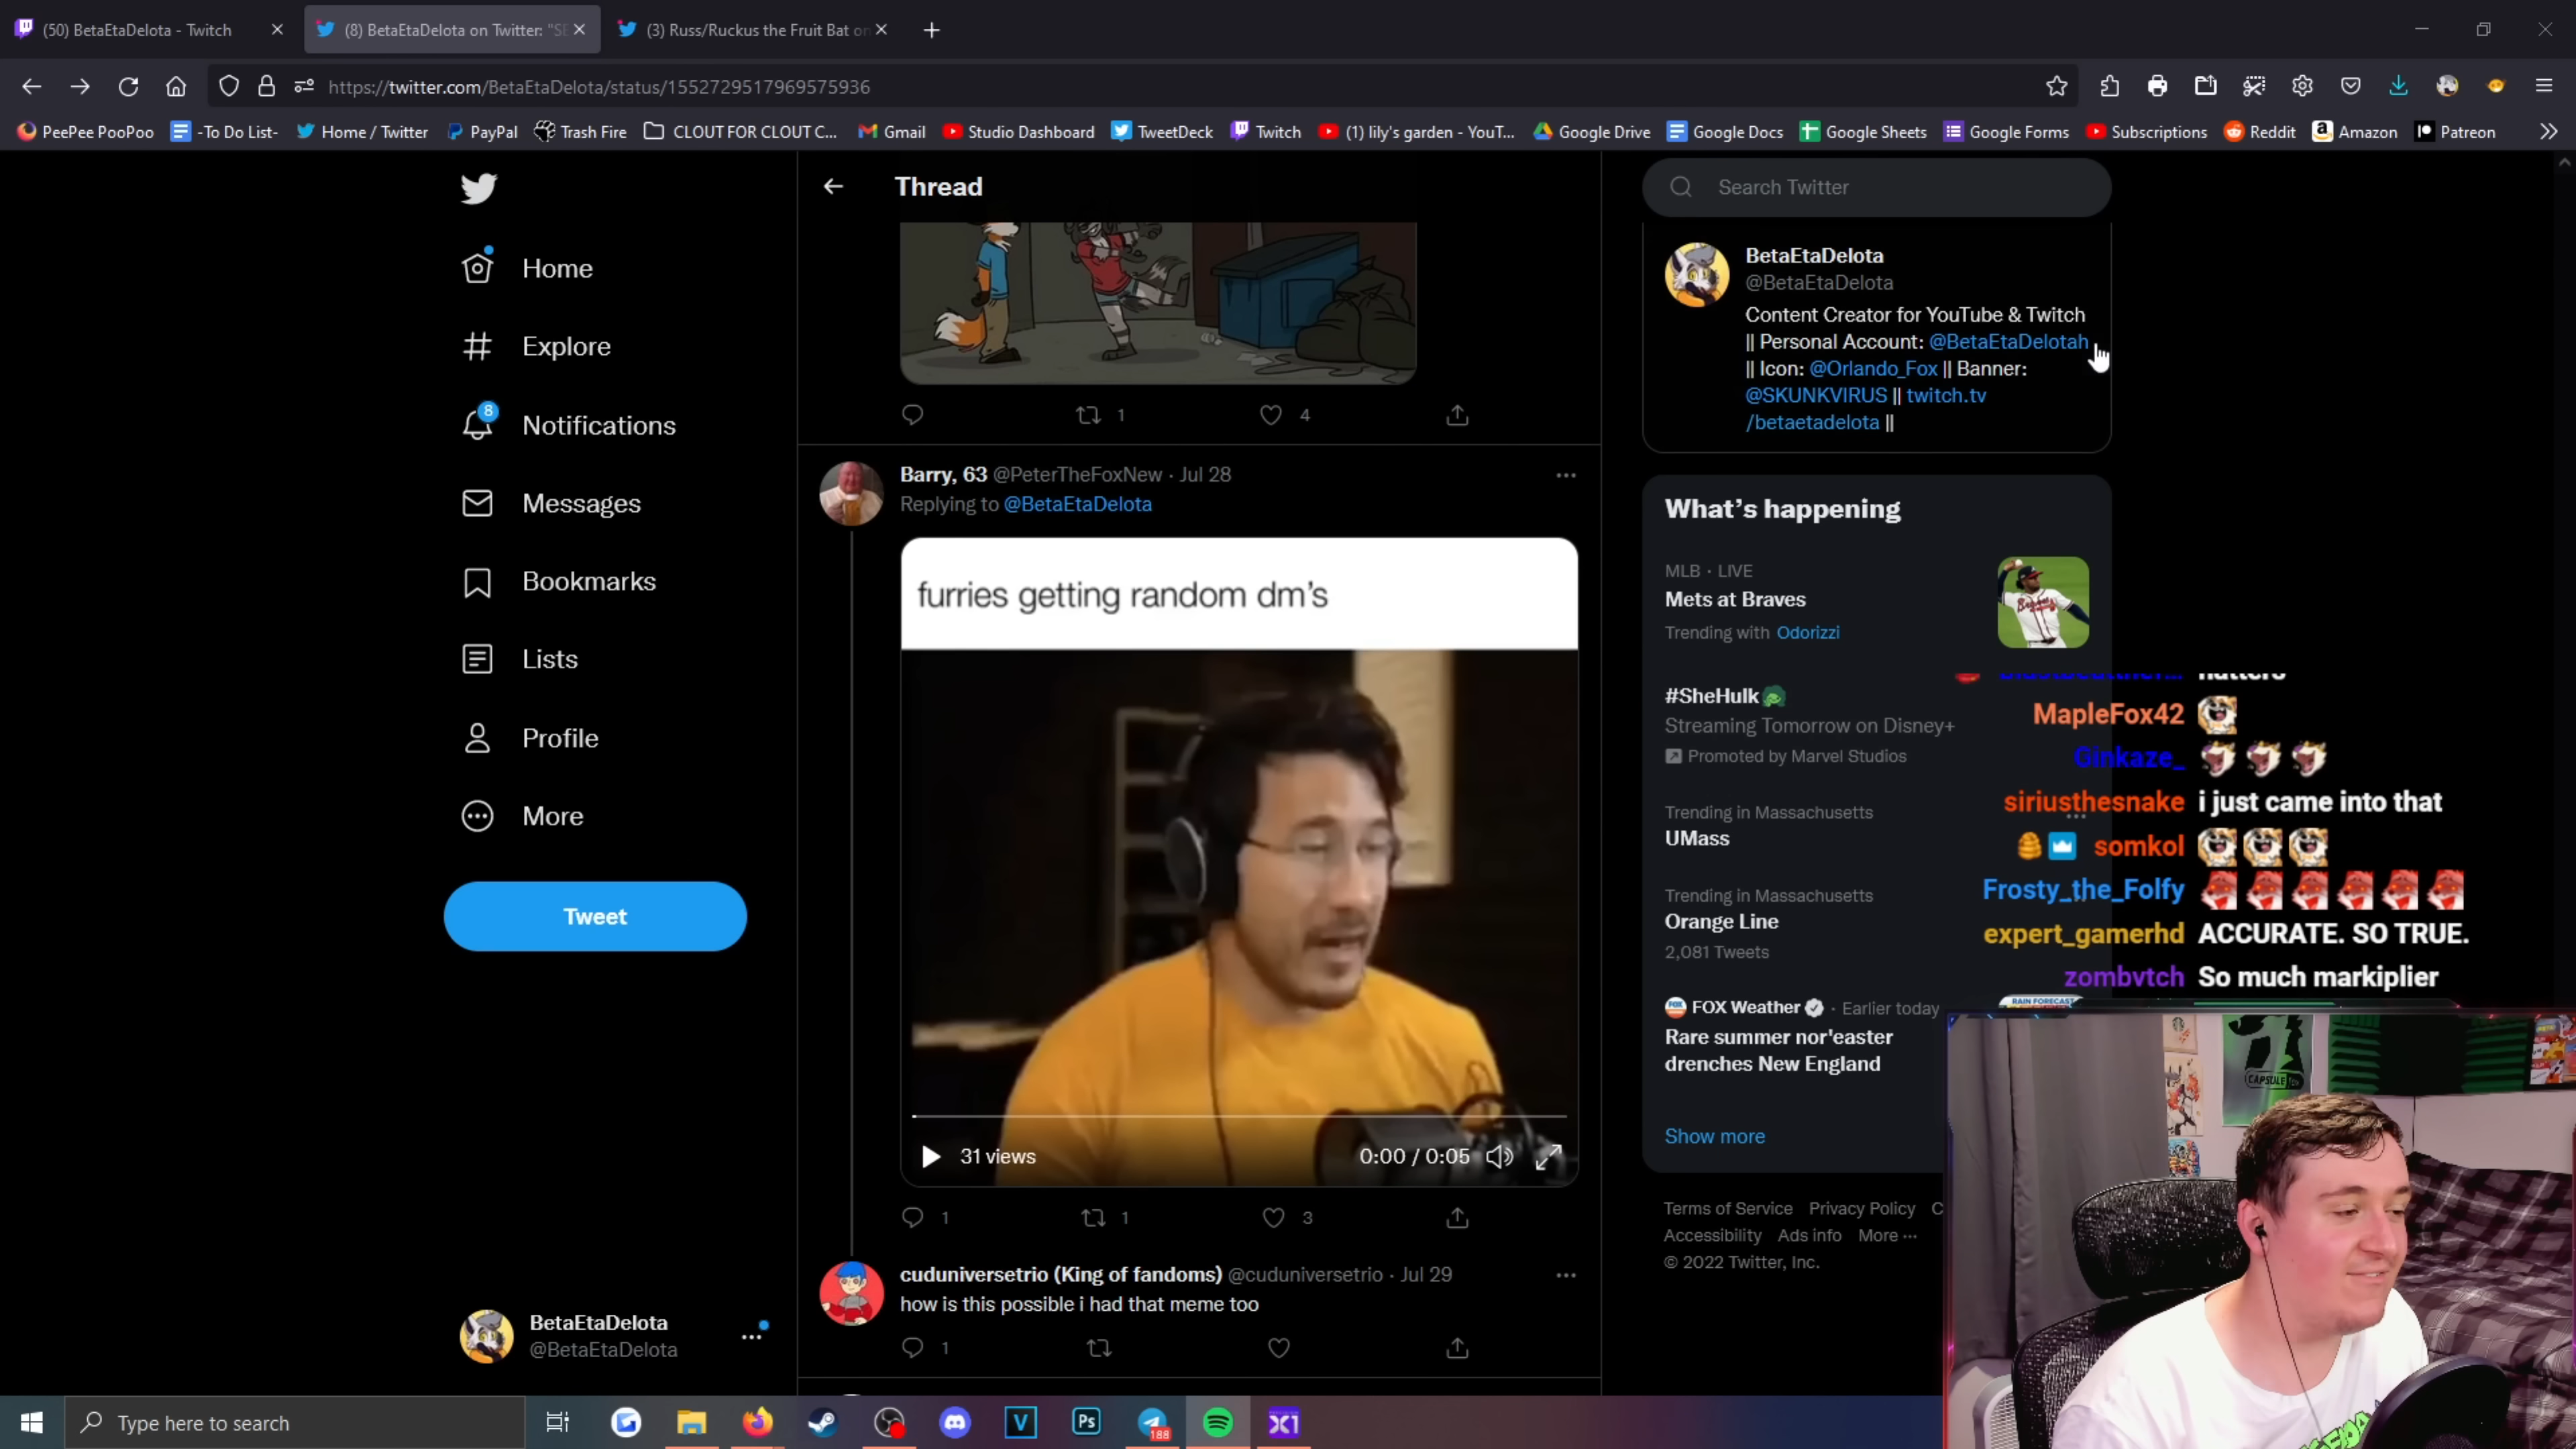 (50) BetaEtaDelota - Twitch
(8) BetaEtaDelota on Twitter: "SE
(3) Russ/Ruckus the Fruit Bat on
https://twitter.com/BetaEtaDelota/status/1552729517969575936
PeePee PooPoo
-To Do List-
Home / Twitter
PayPal
Trash Fire
CLOUT FOR CLOUT C...
Gmail
Studio Dashboard
TweetDeck
Twitch
(1) lily's garden - YouT...
Google Drive
Google Docs
Google Sheets
Google Forms
Subscriptions
Reddit
Amazon
Patreon
Home
Explore
8
Notifications
Messages
Bookmarks
Lists
Profile
More
Tweet
BetaEtaDelota
@BetaEtaDelota
Thread
1
4
Barry, 63 @PeterTheFoxNew · Jul 28
Replying to @BetaEtaDelota
furries getting random dm's
31 views
0:00 / 0:05
1
1
3
cuduniversetrio (King of fandoms) @cuduniversetrio · Jul 29
how is this possible i had that meme too
1
Search Twitter
BetaEtaDelota
@BetaEtaDelota
Content Creator for YouTube & Twitch
|| Personal Account: @BetaEtaDelotah
|| Icon: @Orlando_Fox || Banner:
@SKUNKVIRUS || twitch.tv
/betaetadelota ||
What's happening
MLB · LIVE
Mets at Braves
Trending with Odorizzi
Braves
#SheHulk
Streaming Tomorrow on Disney+
Promoted by Marvel Studios
Trending in Massachusetts
UMass
Trending in Massachusetts
Orange Line
2,081 Tweets
FOX Weather · Earlier today
Rare summer nor'easter
drenches New England
RAIN FORECAST
Show more
Terms of Service Privacy Policy C
Accessibility Ads info More ···
© 2022 Twitter, Inc.
MapleFox42
Ginkaze_
siriusthesnake i just came into that
somkol
Frosty_the_Folfy
expert_gamerhd ACCURATE. SO TRUE.
zombvtch So much markiplier
CAPSULE
Type here to search
V
Ps
188
X1